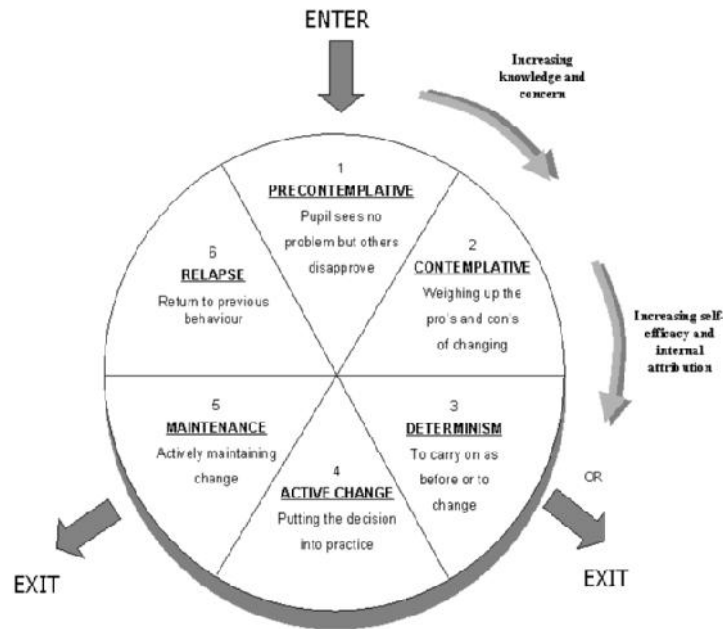 ENTER
Increasing
knowledge and
concern
1
PRECONTEMPLATIVE
Pupil sees no
problem but others
disapprove
2
CONTEMPLATIVE
Weighing up the
pro's and con's
of changing
Increasing self-
efficacy and
internal
attribution
3
DETERMINISM
To carry on as
before or to
change
OR
EXIT
4
ACTIVE CHANGE
Putting the decision
into practice
5
MAINTENANCE
Actively maintaining
change
EXIT
6
RELAPSE
Return to previous
behaviour